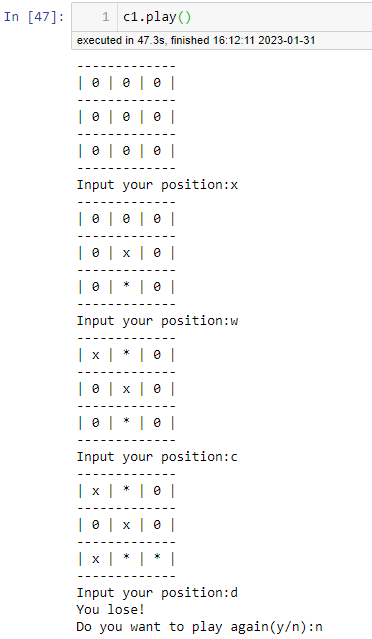 In [47]: 1 c1.play()
executed in 47.3s, finished 16:12:11 2023-01-31
-------------
| 0 | 0 | 0 |
-------------
| 0 | 0 | 0 |
-------------
| 0 | 0 | 0 |
-------------
Input your position:x
-------------
| 0 | 0 | 0 |
-------------
| 0 | x | 0 |
-------------
| 0 | * | 0 |
-------------
Input your position:w
-------------
| x | * | 0 |
-------------
| 0 | x | 0 |
-------------
| 0 | * | 0 |
-------------
Input your position:c
-------------
| x | * | 0 |
-------------
| 0 | x | 0 |
-------------
| x | * | * |
-------------
Input your position:d
You lose!
Do you want to play again(y/n):n